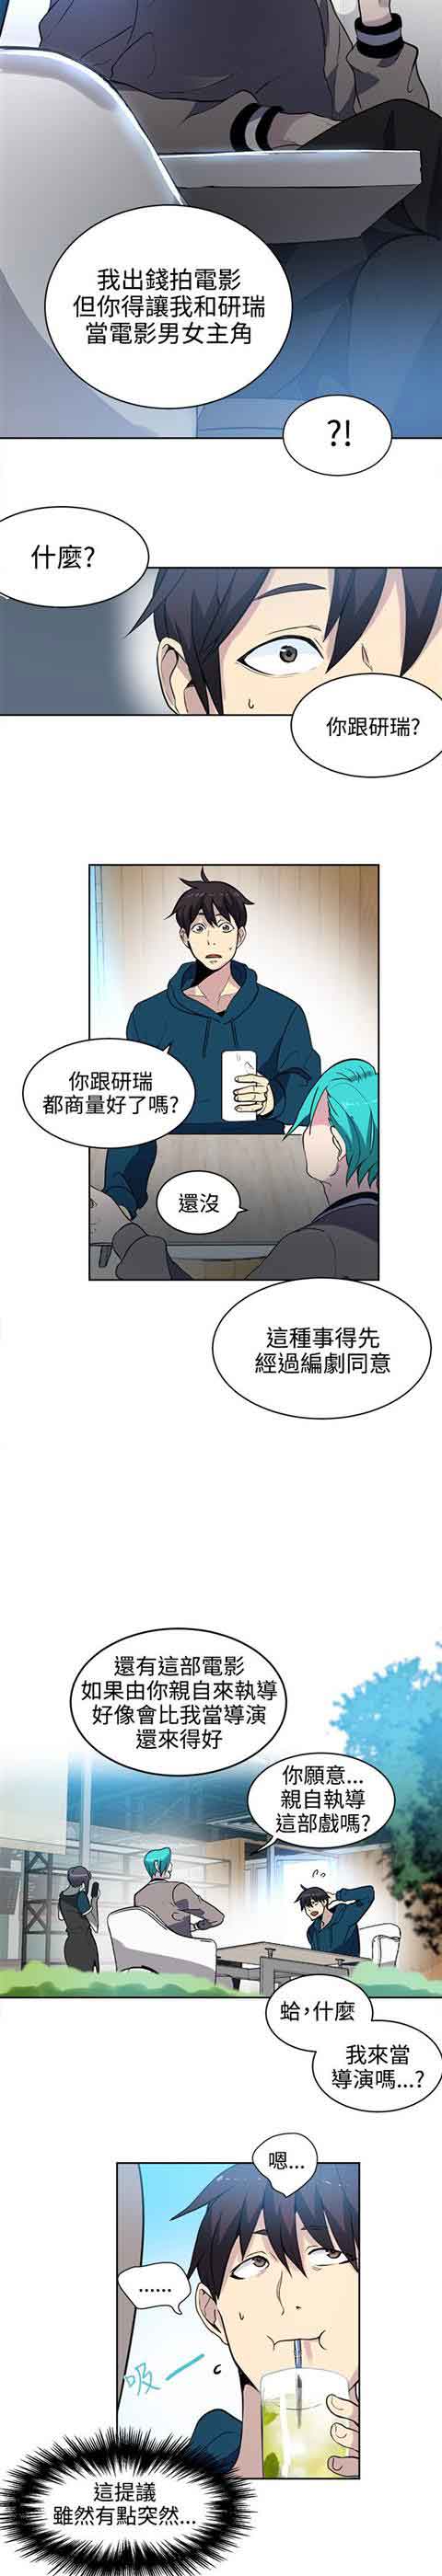 我出錢拍電影
但你得讓我和研瑞
當電影男女主角
?!
什麼?
你跟研瑞?
你跟研瑞
都商量好了嗎?
還沒
這種事得先
經過編劇同意
還有這部電影
如果由你親自來執導
好像會比我當導演
還來得好
你願意...
親自執導
這部戲嗎?
蛤,什麼
我來當
導演嗎...?
嗯...
......
吸一
這提議
雖然有點突然...